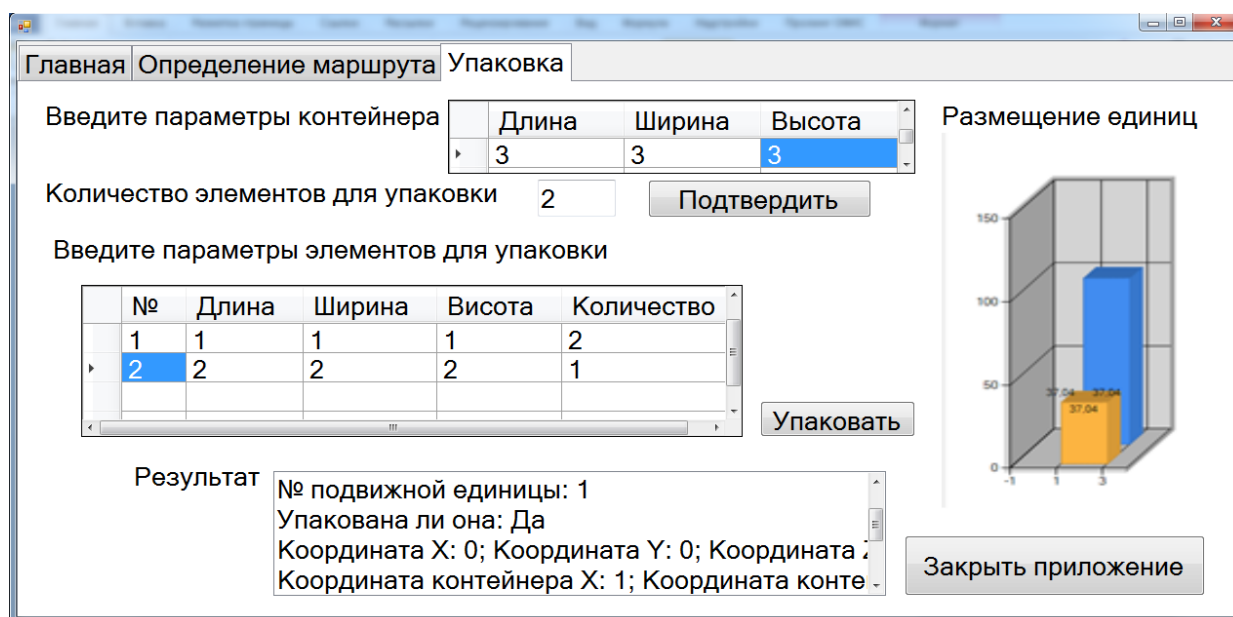 Главная Определение маршрута Упаковка
Введите параметры контейнера
Длина Ширина Высота
3 3 3
Размещение единиц
Количество элементов для упаковки 2 Подтвердить
Введите параметры элементов для упаковки
№ Длина Ширина Висота Количество
1 1 1 1 2
2 2 2 2 1
Упаковать
150
100
50
0
37,04 37,04
37,04
-1 1 3
Результат
№ подвижной единицы: 1
Упакована ли она: Да
Координата X: 0; Координата Y: 0; Координата
Координата контейнера X: 1; Координата конте
Закрыть приложение